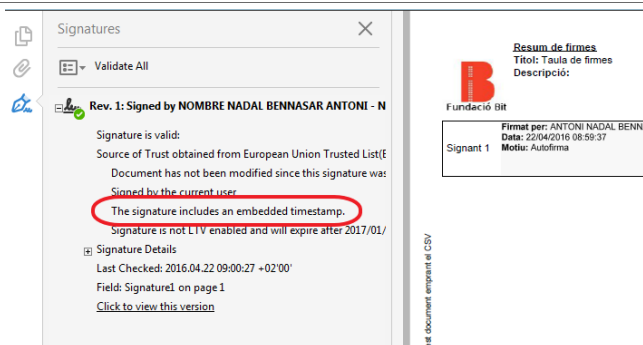 Signatures
Validate All
Rev. 1: Signed by NOMBRE NADAL BENNASAR ANTONI - N
Signature is valid:
Source of Trust obtained from European Union Trusted List(E
Document has not been modified since this signature was
Signed by the current user
The signature includes an embedded timestamp.
Signature is not LTV enabled and will expire after 2017/01/
Signature Details
Last Checked: 2016.04.22 09:00:27 +02'00'
Field: Signature1 on page 1
Click to view this version
Resum de firmes
Títol: Taula de firmes
Descripció:
Fundació Bit
Signant 1
Firmat per: ANTONI NADAL BENN
Data: 22/04/2016 08:59:37
Motiu: Autofirma
document emprant el CSV